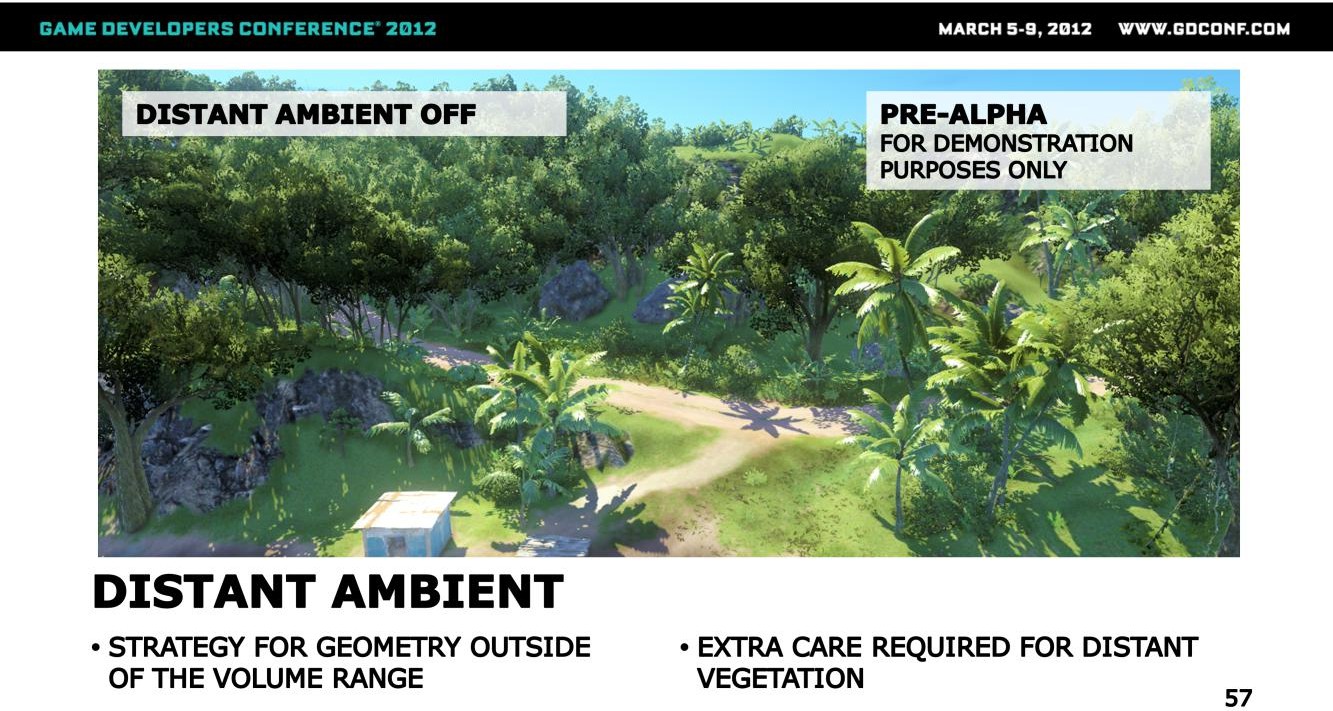 GAME DEVELOPERS CONFERENCE® 2012
MARCH 5-9, 2012 WWW.GDCONF.COM
DISTANT AMBIENT OFF
PRE-ALPHA
FOR DEMONSTRATION
PURPOSES ONLY
DISTANT AMBIENT
• STRATEGY FOR GEOMETRY OUTSIDE
OF THE VOLUME RANGE
• EXTRA CARE REQUIRED FOR DISTANT
VEGETATION
57